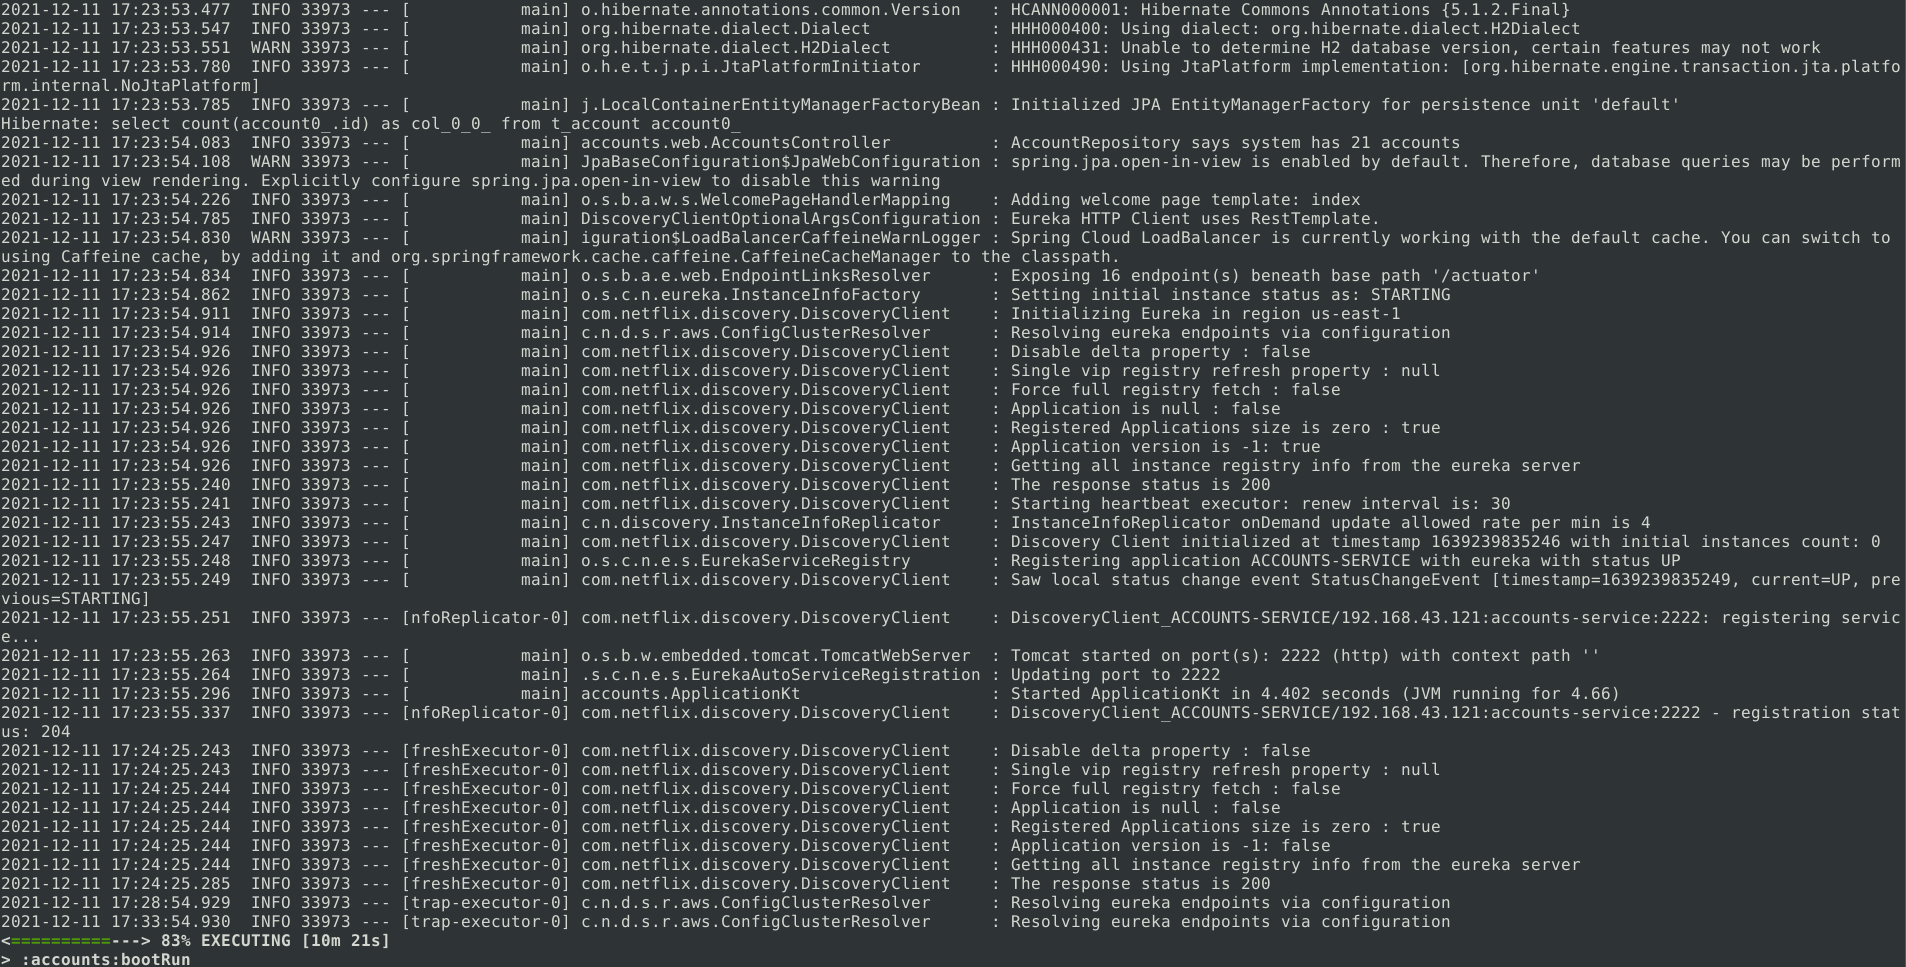 2021-12-11 17:23:53.477  INFO 33973 --- [           main] o.hibernate.annotations.common.Version   : HCANN000001: Hibernate Commons Annotations {5.1.2.Final}
2021-12-11 17:23:53.547  INFO 33973 --- [           main] org.hibernate.dialect.Dialect            : HHH000400: Using dialect: org.hibernate.dialect.H2Dialect
2021-12-11 17:23:53.551  WARN 33973 --- [           main] org.hibernate.dialect.H2Dialect          : HHH000431: Unable to determine H2 database version, certain features may not work
2021-12-11 17:23:53.780  INFO 33973 --- [           main] o.h.e.t.j.p.i.JtaPlatformInitiator       : HHH000490: Using JtaPlatform implementation: [org.hibernate.engine.transaction.jta.platfo
rm.internal.NoJtaPlatform]
2021-12-11 17:23:53.785  INFO 33973 --- [           main] j.LocalContainerEntityManagerFactoryBean : Initialized JPA EntityManagerFactory for persistence unit 'default'
Hibernate: select count(account0_.id) as col_0_0_ from t_account account0_
2021-12-11 17:23:54.083  INFO 33973 --- [           main] accounts.web.AccountsController          : AccountRepository says system has 21 accounts
2021-12-11 17:23:54.108  WARN 33973 --- [           main] JpaBaseConfiguration$JpaWebConfiguration : spring.jpa.open-in-view is enabled by default. Therefore, database queries may be perform
ed during view rendering. Explicitly configure spring.jpa.open-in-view to disable this warning
2021-12-11 17:23:54.226  INFO 33973 --- [           main] o.s.b.a.w.s.WelcomePageHandlerMapping    : Adding welcome page template: index
2021-12-11 17:23:54.785  INFO 33973 --- [           main] DiscoveryClientOptionalArgsConfiguration : Eureka HTTP Client uses RestTemplate.
2021-12-11 17:23:54.830  WARN 33973 --- [           main] iguration$LoadBalancerCaffeineWarnLogger : Spring Cloud LoadBalancer is currently working with the default cache. You can switch to
using Caffeine cache, by adding it and org.springframework.cache.caffeine.CaffeineCacheManager to the classpath.
2021-12-11 17:23:54.834  INFO 33973 --- [           main] o.s.b.a.e.web.EndpointLinksResolver      : Exposing 16 endpoint(s) beneath base path '/actuator'
2021-12-11 17:23:54.862  INFO 33973 --- [           main] o.s.c.n.eureka.InstanceInfoFactory       : Setting initial instance status as: STARTING
2021-12-11 17:23:54.911  INFO 33973 --- [           main] com.netflix.discovery.DiscoveryClient    : Initializing Eureka in region us-east-1
2021-12-11 17:23:54.914  INFO 33973 --- [           main] c.n.d.s.r.aws.ConfigClusterResolver      : Resolving eureka endpoints via configuration
2021-12-11 17:23:54.926  INFO 33973 --- [           main] com.netflix.discovery.DiscoveryClient    : Disable delta property : false
2021-12-11 17:23:54.926  INFO 33973 --- [           main] com.netflix.discovery.DiscoveryClient    : Single vip registry refresh property : null
2021-12-11 17:23:54.926  INFO 33973 --- [           main] com.netflix.discovery.DiscoveryClient    : Force full registry fetch : false
2021-12-11 17:23:54.926  INFO 33973 --- [           main] com.netflix.discovery.DiscoveryClient    : Application is null : false
2021-12-11 17:23:54.926  INFO 33973 --- [           main] com.netflix.discovery.DiscoveryClient    : Registered Applications size is zero : true
2021-12-11 17:23:54.926  INFO 33973 --- [           main] com.netflix.discovery.DiscoveryClient    : Application version is -1: true
2021-12-11 17:23:54.926  INFO 33973 --- [           main] com.netflix.discovery.DiscoveryClient    : Getting all instance registry info from the eureka server
2021-12-11 17:23:55.240  INFO 33973 --- [           main] com.netflix.discovery.DiscoveryClient    : The response status is 200
2021-12-11 17:23:55.241  INFO 33973 --- [           main] com.netflix.discovery.DiscoveryClient    : Starting heartbeat executor: renew interval is: 30
2021-12-11 17:23:55.243  INFO 33973 --- [           main] c.n.discovery.InstanceInfoReplicator     : InstanceInfoReplicator onDemand update allowed rate per min is 4
2021-12-11 17:23:55.247  INFO 33973 --- [           main] com.netflix.discovery.DiscoveryClient    : Discovery Client initialized at timestamp 1639239835246 with initial instances count: 0
2021-12-11 17:23:55.248  INFO 33973 --- [           main] o.s.c.n.e.s.EurekaServiceRegistry        : Registering application ACCOUNTS-SERVICE with eureka with status UP
2021-12-11 17:23:55.249  INFO 33973 --- [           main] com.netflix.discovery.DiscoveryClient    : Saw local status change event StatusChangeEvent [timestamp=1639239835249, current=UP, pre
vious=STARTING]
2021-12-11 17:23:55.251  INFO 33973 --- [nfoReplicator-0] com.netflix.discovery.DiscoveryClient    : DiscoveryClient_ACCOUNTS-SERVICE/192.168.43.121:accounts-service:2222: registering servic
e...
2021-12-11 17:23:55.263  INFO 33973 --- [           main] o.s.b.w.embedded.tomcat.TomcatWebServer  : Tomcat started on port(s): 2222 (http) with context path ''
2021-12-11 17:23:55.264  INFO 33973 --- [           main] .s.c.n.e.s.EurekaAutoServiceRegistration : Updating port to 2222
2021-12-11 17:23:55.296  INFO 33973 --- [           main] accounts.ApplicationKt                   : Started ApplicationKt in 4.402 seconds (JVM running for 4.66)
2021-12-11 17:23:55.337  INFO 33973 --- [nfoReplicator-0] com.netflix.discovery.DiscoveryClient    : DiscoveryClient_ACCOUNTS-SERVICE/192.168.43.121:accounts-service:2222 - registration stat
us: 204
2021-12-11 17:24:25.243  INFO 33973 --- [freshExecutor-0] com.netflix.discovery.DiscoveryClient    : Disable delta property : false
2021-12-11 17:24:25.243  INFO 33973 --- [freshExecutor-0] com.netflix.discovery.DiscoveryClient    : Single vip registry refresh property : null
2021-12-11 17:24:25.244  INFO 33973 --- [freshExecutor-0] com.netflix.discovery.DiscoveryClient    : Force full registry fetch : false
2021-12-11 17:24:25.244  INFO 33973 --- [freshExecutor-0] com.netflix.discovery.DiscoveryClient    : Application is null : false
2021-12-11 17:24:25.244  INFO 33973 --- [freshExecutor-0] com.netflix.discovery.DiscoveryClient    : Registered Applications size is zero : true
2021-12-11 17:24:25.244  INFO 33973 --- [freshExecutor-0] com.netflix.discovery.DiscoveryClient    : Application version is -1: false
2021-12-11 17:24:25.244  INFO 33973 --- [freshExecutor-0] com.netflix.discovery.DiscoveryClient    : Getting all instance registry info from the eureka server
2021-12-11 17:24:25.285  INFO 33973 --- [freshExecutor-0] com.netflix.discovery.DiscoveryClient    : The response status is 200
2021-12-11 17:28:54.929  INFO 33973 --- [trap-executor-0] c.n.d.s.r.aws.ConfigClusterResolver      : Resolving eureka endpoints via configuration
2021-12-11 17:33:54.930  INFO 33973 --- [trap-executor-0] c.n.d.s.r.aws.ConfigClusterResolver      : Resolving eureka endpoints via configuration
<==========---> 83% EXECUTING [10m 21s]
> :accounts:bootRun